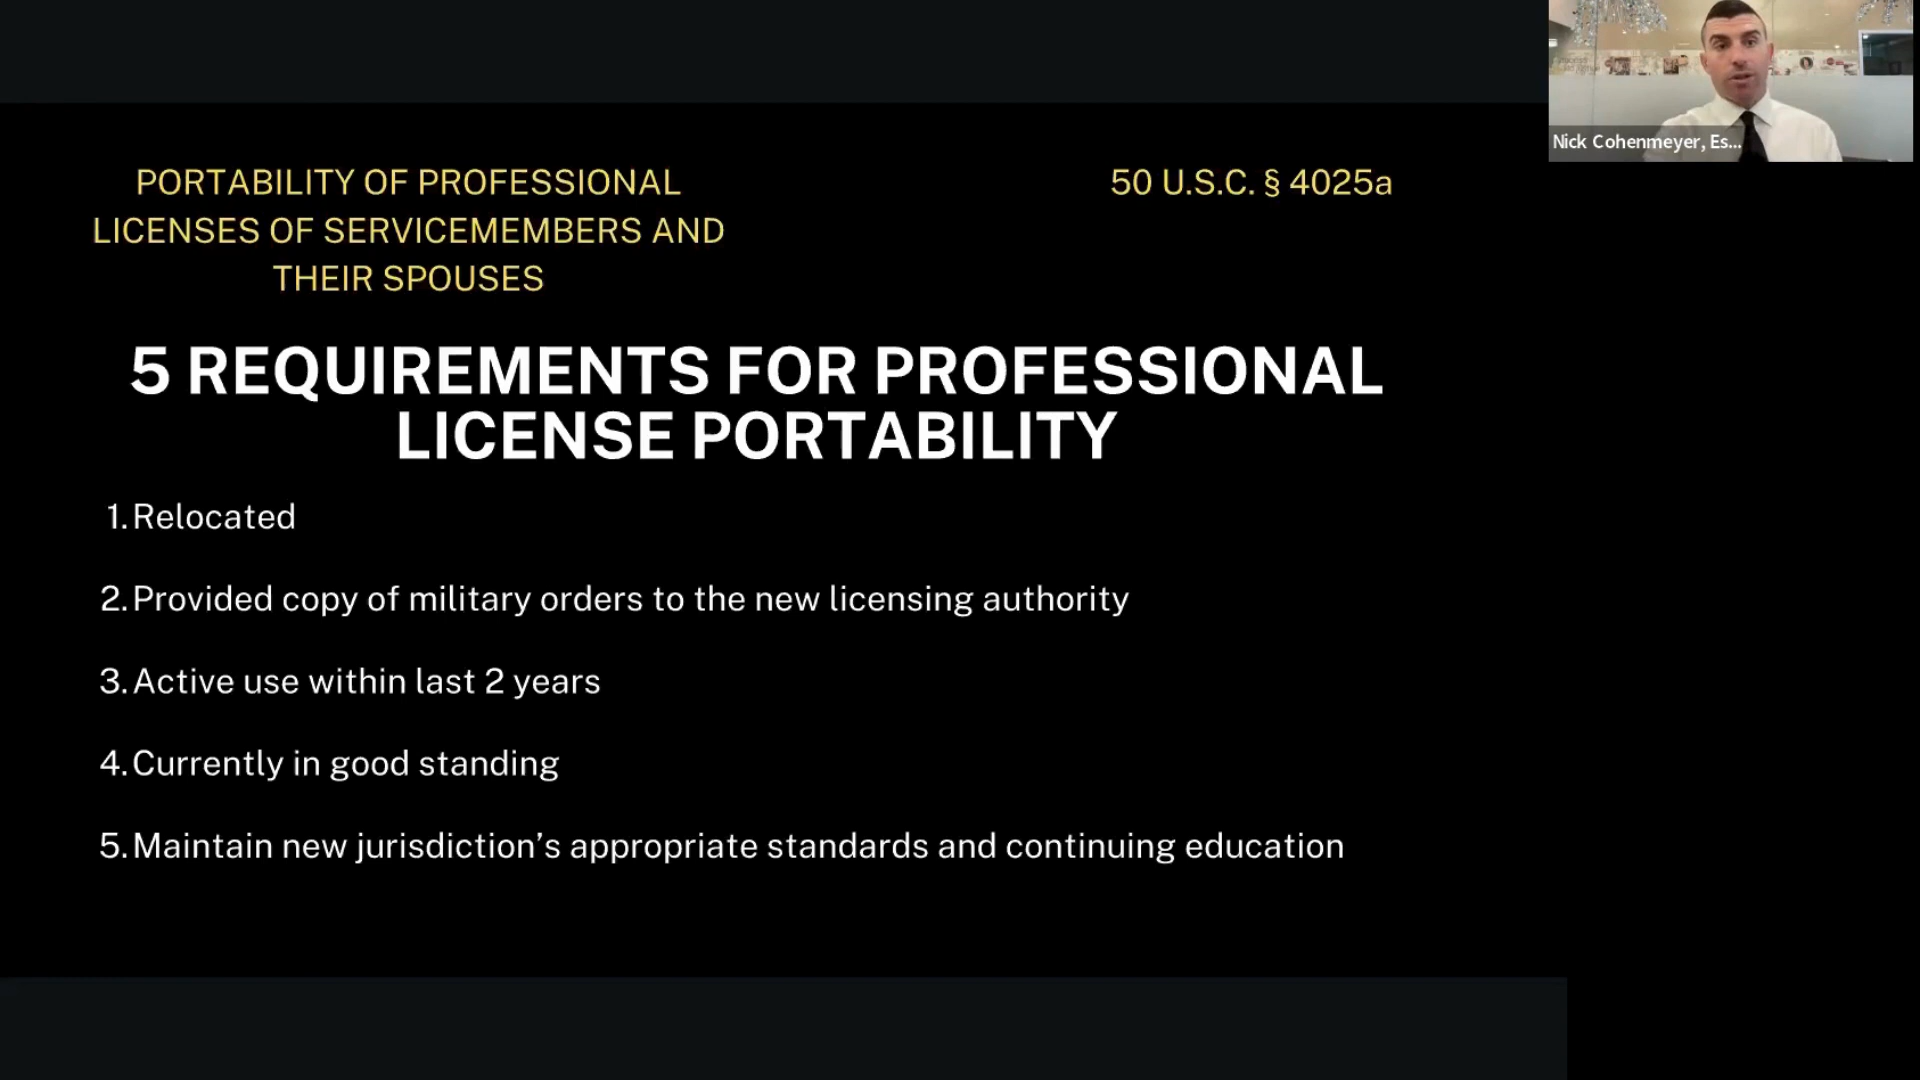 PORTABILITY OF PROFESSIONAL
LICENSES OF SERVICEMEMBERS AND
THEIR SPOUSES
50 U.S.C. § 4025a
5 REQUIREMENTS FOR PROFESSIONAL
LICENSE PORTABILITY
1. Relocated
2. Provided copy of military orders to the new licensing authority
3. Active use within last 2 years
4. Currently in good standing
5. Maintain new jurisdiction’s appropriate standards and continuing education
Nick Cohenmeyer, Es...